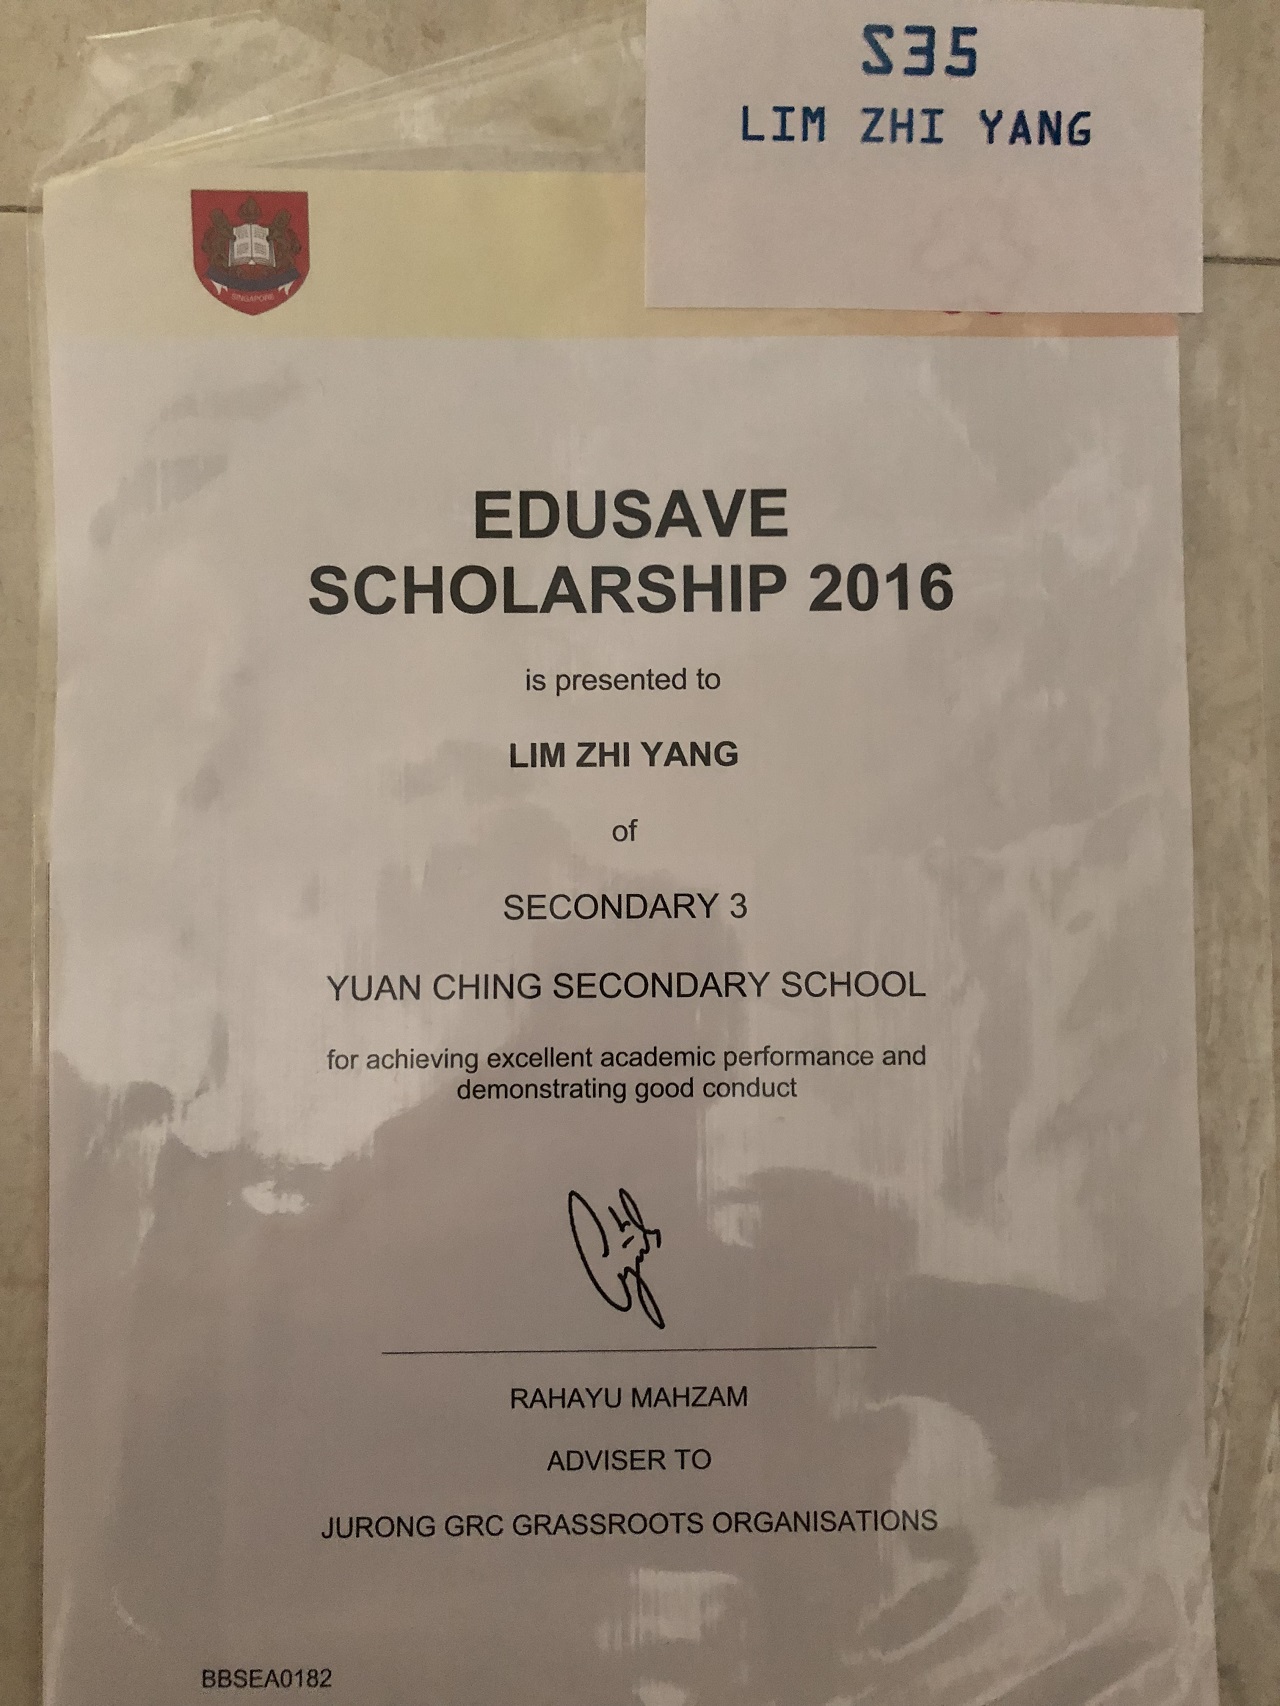 S35
LIM ZHI YANG
SINGAPORE
EDUSAVE
SCHOLARSHIP 2016
is presented to
LIM ZHI YANG
of
SECONDARY 3
YUAN CHING SECONDARY SCHOOL
for achieving excellent academic performance and
demonstrating good conduct
RAHAYU MAHZAM
ADVISER TO
JURONG GRC GRASSROOTS ORGANISATIONS
BBSEA0182